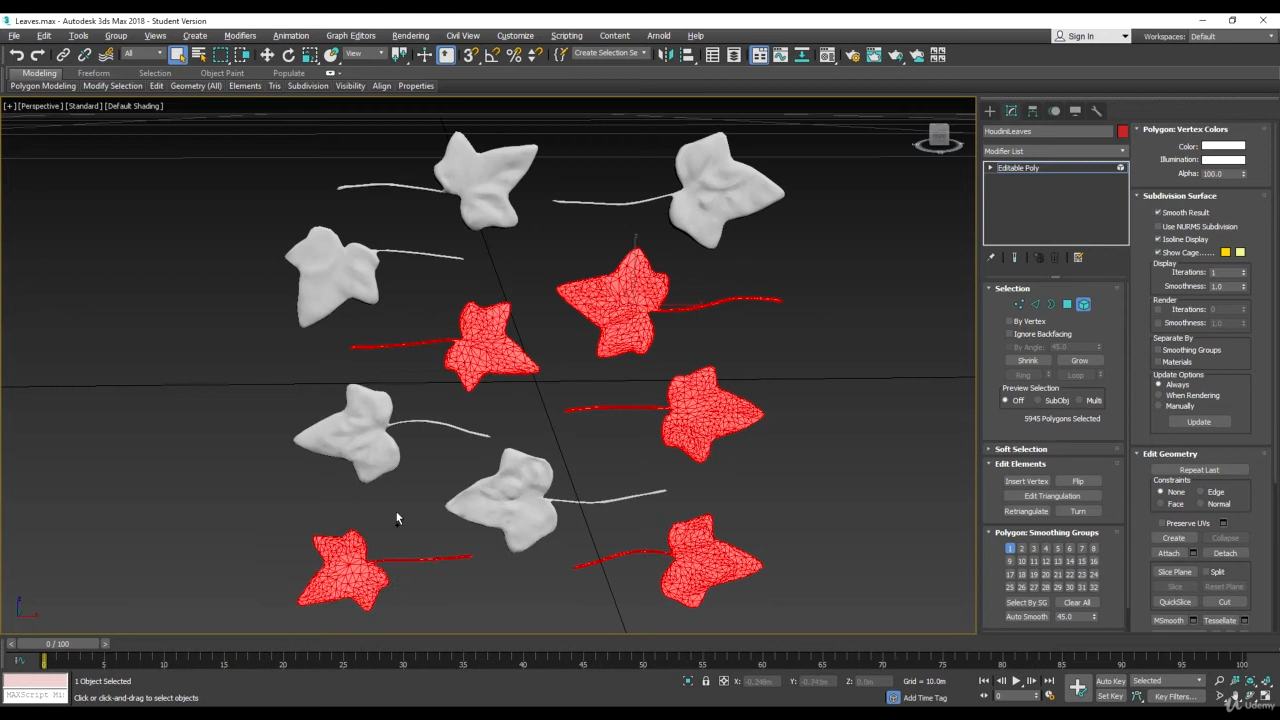 Leaves.max - Autodesk 3ds Max 2018 - Student Version
File Edit Tools Group Views Create Modifiers Animation Graph Editors Rendering Civil View Customize Scripting Content Arnold Help
Sign In
Workspaces: Default
All
View
Create Selection Se
Modeling Freeform Selection Object Paint Populate
Polygon Modeling Modify Selection Edit Geometry (All) Elements Tris Subdivision Visibility Align Properties
[+] [Perspective] [Standard] [Default Shading]
HoudiniLeaves
Modifier List
Editable Poly
Selection
By Vertex
Ignore Backfacing
By Angle: 45.0
Shrink Grow
Ring Loop
Preview Selection
Off SubObj Multi
5945 Polygons Selected
Soft Selection
Edit Elements
Insert Vertex Flip
Edit Triangulation
Retriangulate Turn
Polygon: Smoothing Groups
1 2 3 4 5 6 7 8
9 10 11 12 13 14 15 16
17 18 19 20 21 22 23 24
25 26 27 28 29 30 31 32
Select By SG Clear All
Auto Smooth 45.0
Polygon: Vertex Colors
Color:
Illumination:
Alpha: 100.0
Subdivision Surface
Smooth Result
Use NURMS Subdivision
Isoline Display
Show Cage......
Display
Iterations: 1
Smoothness: 1.0
Render
Iterations: 0
Smoothness: 1.0
Separate By
Smoothing Groups
Materials
Update Options
Always
When Rendering
Manually
Update
Edit Geometry
Repeat Last
Constraints
None Edge
Face Normal
Preserve UVs
Create Collapse
Attach Detach
Slice Plane Split
Slice Reset Plane
QuickSlice Cut
MSmooth Tessellate
0 / 100
0 5 10 15 20 25 30 35 40 45 50 55 60 65 70 75 80 85 90 95 100
1 Object Selected
MAXScript Mi
Click or click-and-drag to select objects
X: -0.248m Y: -0.741m Z: 0.0m
Grid = 10.0m
Add Time Tag
0
Auto Key Selected
Set Key Key Filters...
Udemy